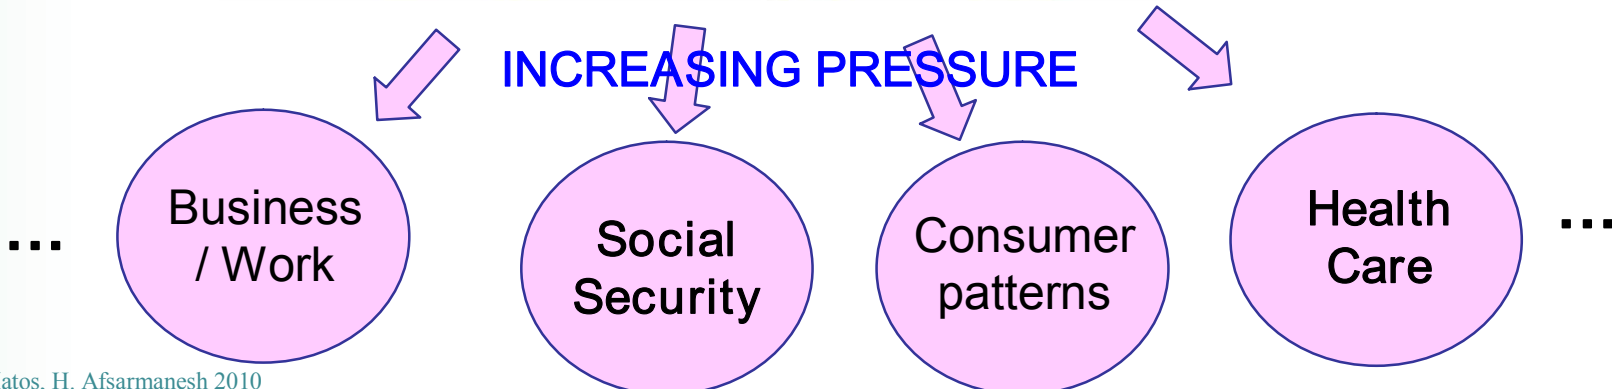 INCREASING PRESSURE
...
Business
/ Work
Social
Security
Consumer
patterns
Health
Care
...
atos, H. Afsarmanesh 2010